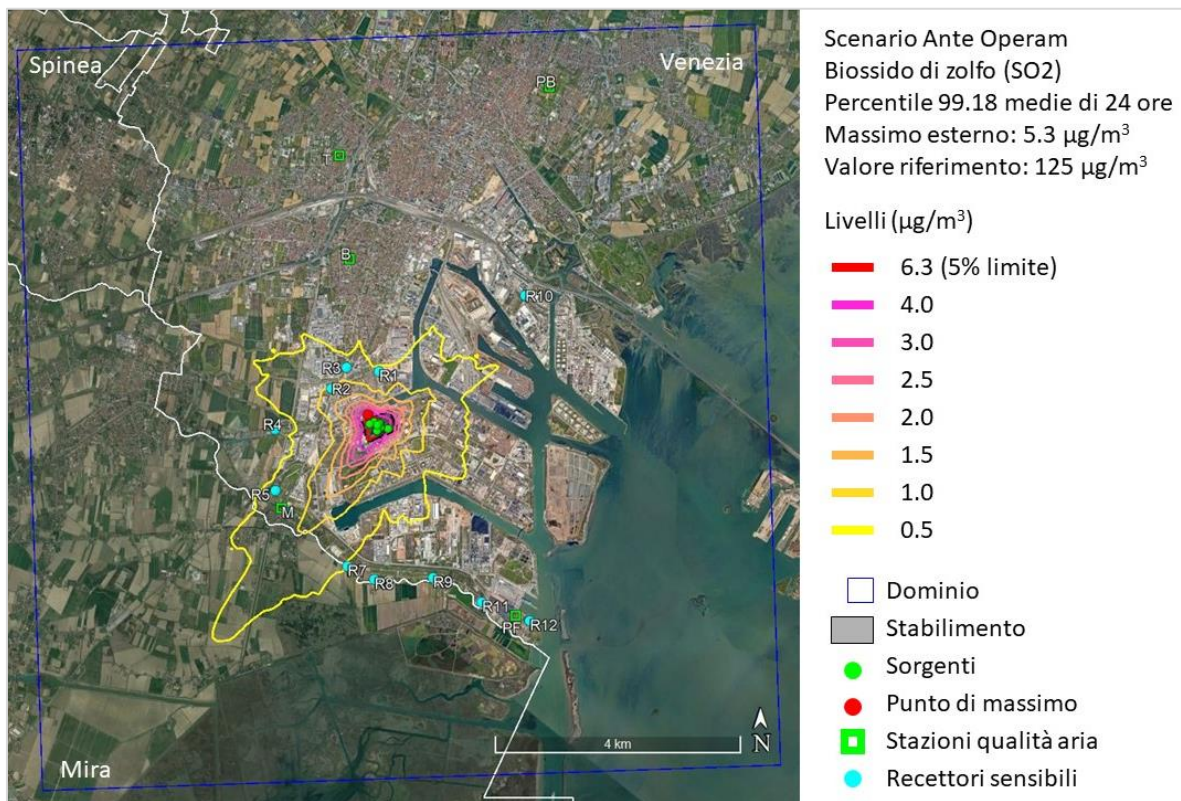 Spinea
Venezia
PB
T
B
R10
R3
R1
R2
R4
R5
M
R7
R8
R9
R11
PF
R12
4 km
N
Mira
Scenario Ante Operam
Biossido di zolfo (SO2)
Percentile 99.18 medie di 24 ore
Massimo esterno: 5.3 µg/m³
Valore riferimento: 125 µg/m³
Livelli (µg/m³)
6.3 (5% limite)
4.0
3.0
2.5
2.0
1.5
1.0
0.5
Dominio
Stabilimento
Sorgenti
Punto di massimo
Stazioni qualità aria
Recettori sensibili